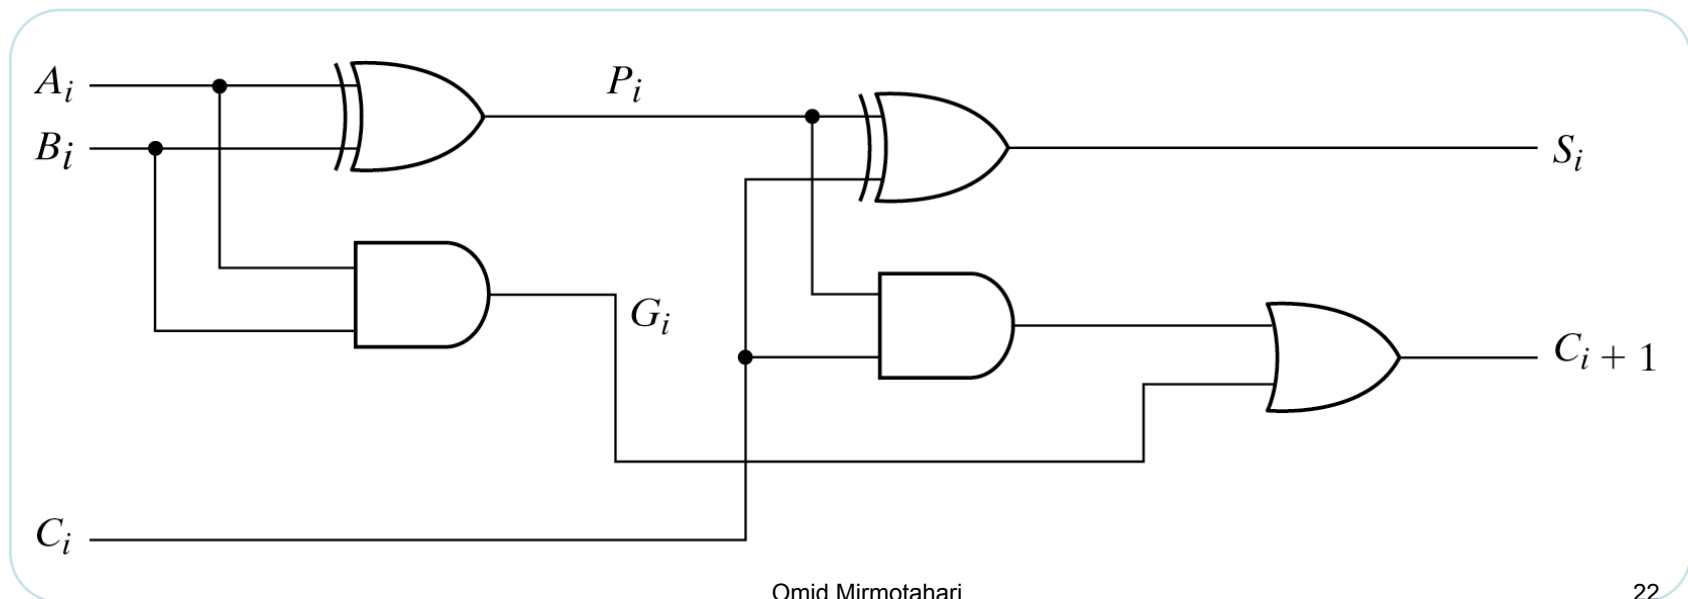 A_i
B_i
P_i
S_i
G_i
C_i + 1
C_i
Omid Mirmotahari
22